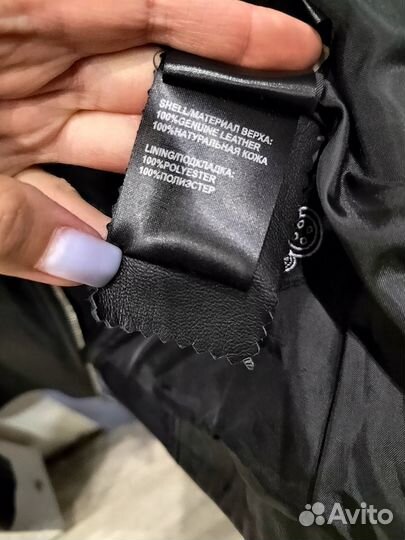 SHELL/МАТЕРИАЛ ВЕРХА:
100%GENUINE LEATHER
100%НАТУРАЛЬНАЯ КОЖА
LINING/ПОДКЛАДКА:
100%POLYESTER
100%ПОЛИЭСТЕР
Avito